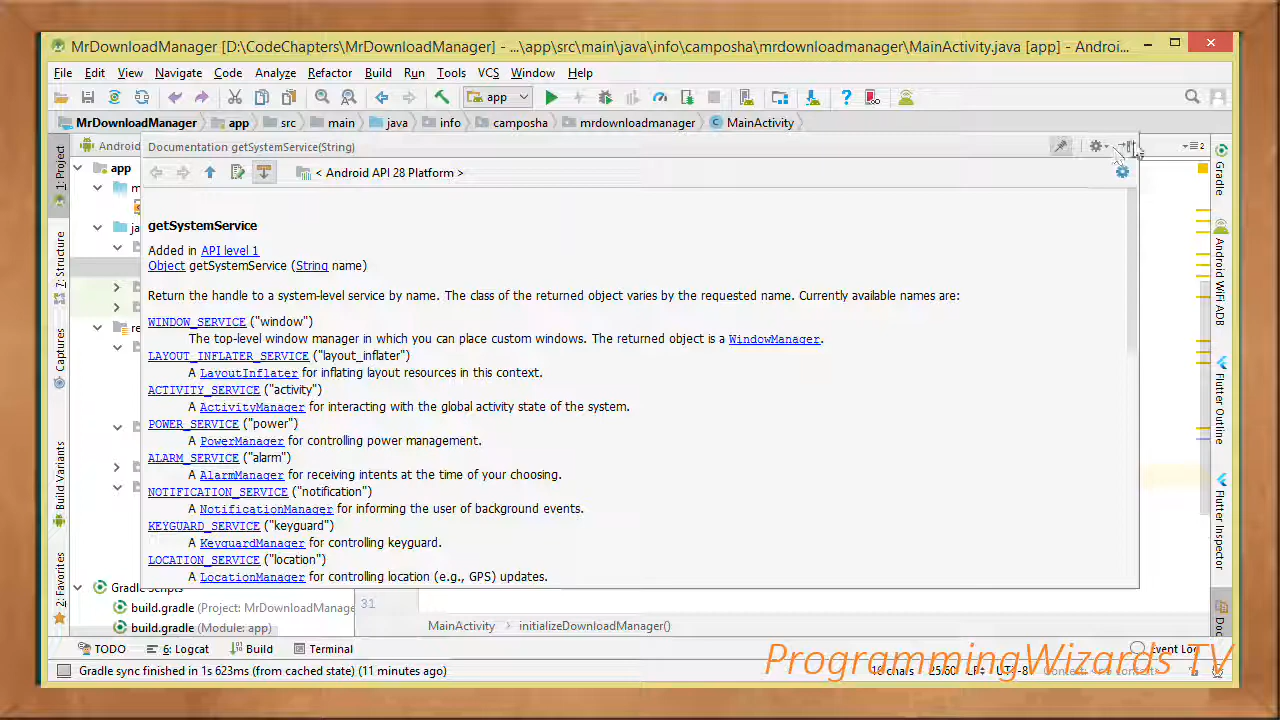 MrDownloadManager [D:\CodeChapters\MrDownloadManager] - ...\app\src\main\java\info\camposha\mrdownloadmanager\MainActivity.java [app] - Androi...
File Edit View Navigate Code Analyze Refactor Build Run Tools VCS Window Help
app
MrDownloadManager app src main java info camposha mrdownloadmanager MainActivity
1: Project
7: Structure
Captures
Build Variants
2: Favorites
Android
app
Documentation getSystemService(String)
< Android API 28 Platform >
getSystemService
Added in API level 1
Object getSystemService (String name)
Return the handle to a system-level service by name. The class of the returned object varies by the requested name. Currently available names are:
WINDOW_SERVICE ("window")
The top-level window manager in which you can place custom windows. The returned object is a WindowManager.
LAYOUT_INFLATER_SERVICE ("layout_inflater")
A LayoutInflater for inflating layout resources in this context.
ACTIVITY_SERVICE ("activity")
A ActivityManager for interacting with the global activity state of the system.
POWER_SERVICE ("power")
A PowerManager for controlling power management.
ALARM_SERVICE ("alarm")
A AlarmManager for receiving intents at the time of your choosing.
NOTIFICATION_SERVICE ("notification")
A NotificationManager for informing the user of background events.
KEYGUARD_SERVICE ("keyguard")
A KeyguardManager for controlling keyguard.
LOCATION_SERVICE ("location")
A LocationManager for controlling location (e.g., GPS) updates.
Gradle
Android WiFi ADB
Flutter Outline
Flutter Inspector
Gradle Scripts
build.gradle (Project: MrDownloadManage
build.gradle (Module: app)
31
MainActivity > initializeDownloadManager()
TODO 6: Logcat Build Terminal Event Log
Gradle sync finished in 1s 623ms (from cached state) (11 minutes ago)
UTF-8
ProgrammingWizards TV